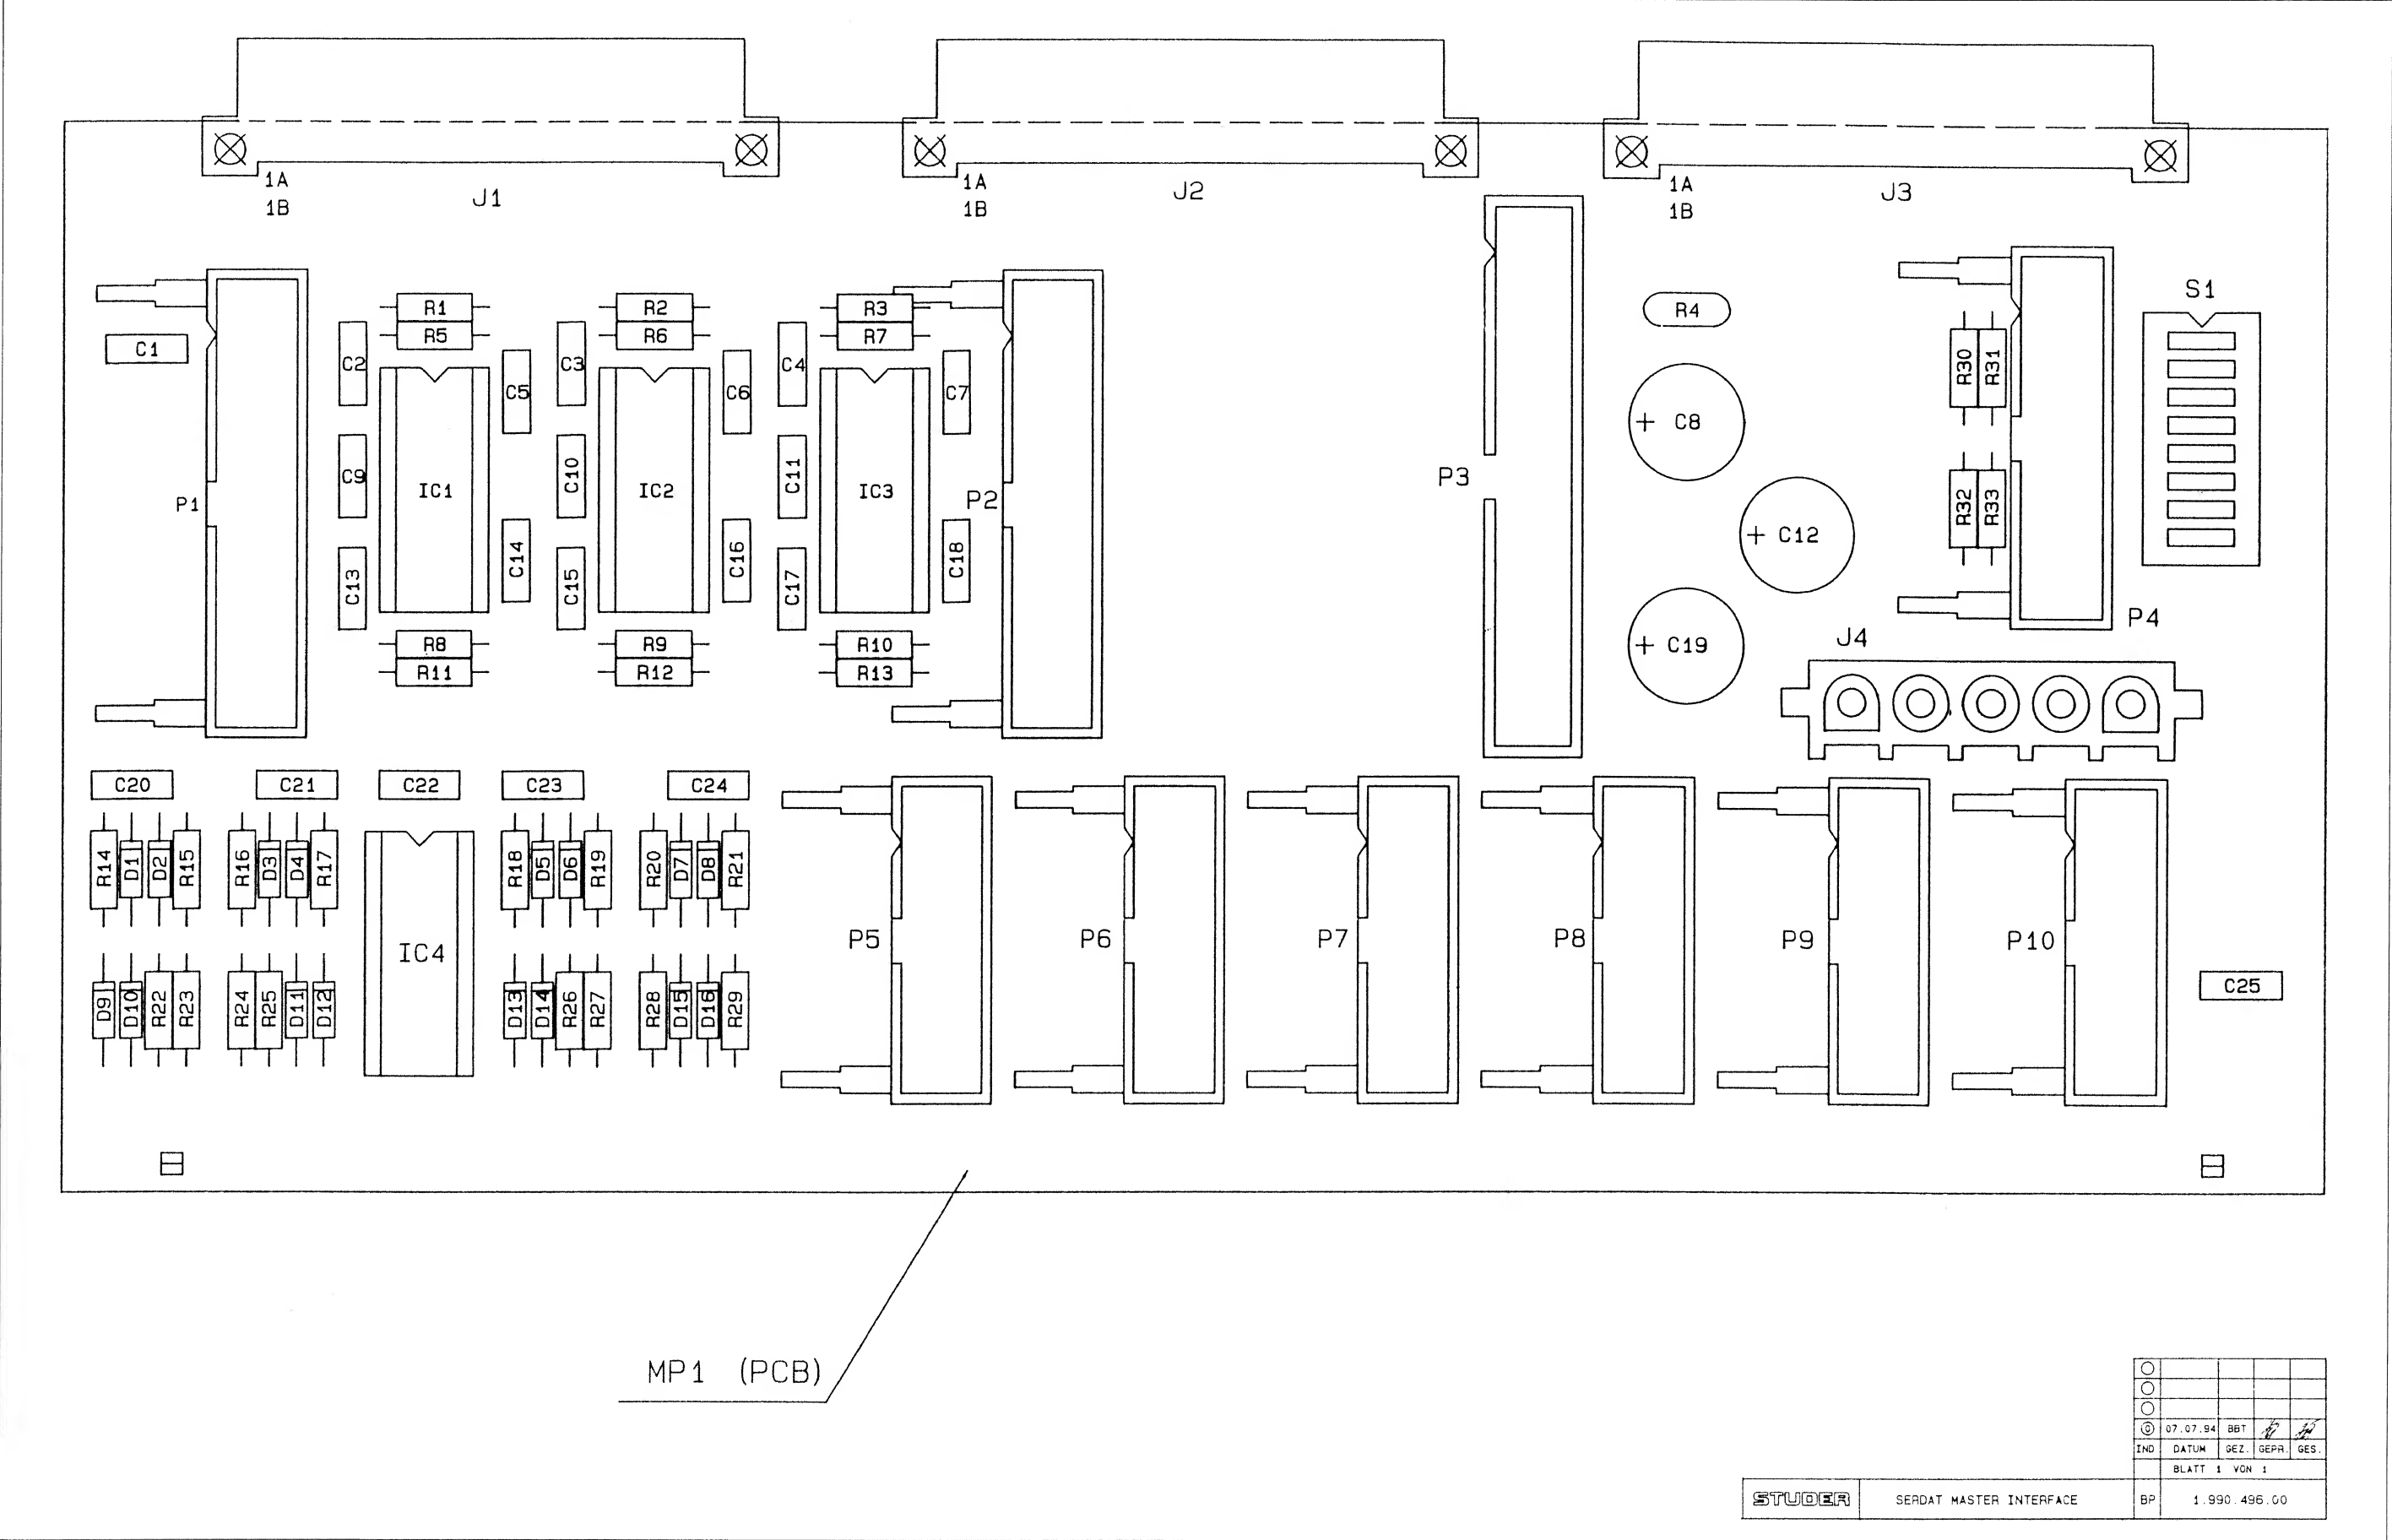 1A 1A 1A
J1 J2 J3
1B 1B 1B
S1
R1 R2 R3 R4
R5 R6 R7
C1 C2 C3 C4 R30 R31
C5 C6 C7
C8
P3
C9 IC1 C10 IC2 C11 IC3
P1 P2 R32 R33
C12
C14 C16 C18
C13 C15 C17
P4
J4
R8 R9 R10 C19
R11 R12 R13
C20 C21 C22 C23 C24
R14 D1 D2 R15 R16 D3 D4 R17 R18 D5 D6 R19 R20 D7 D8 R21
IC4 P5 P6 P7 P8 P9 P10
C25
D9 D10 R22 R23 R24 R25 D11 D12 D13 D14 R26 R27 R28 D15 D16 R29
MP1 (PCB)
0 07.07.94 BBT
IND DATUM GEZ. GEPR. GES.
BLATT 1 VON 1
STUDER SERDAT MASTER INTERFACE BP 1.990.496.00